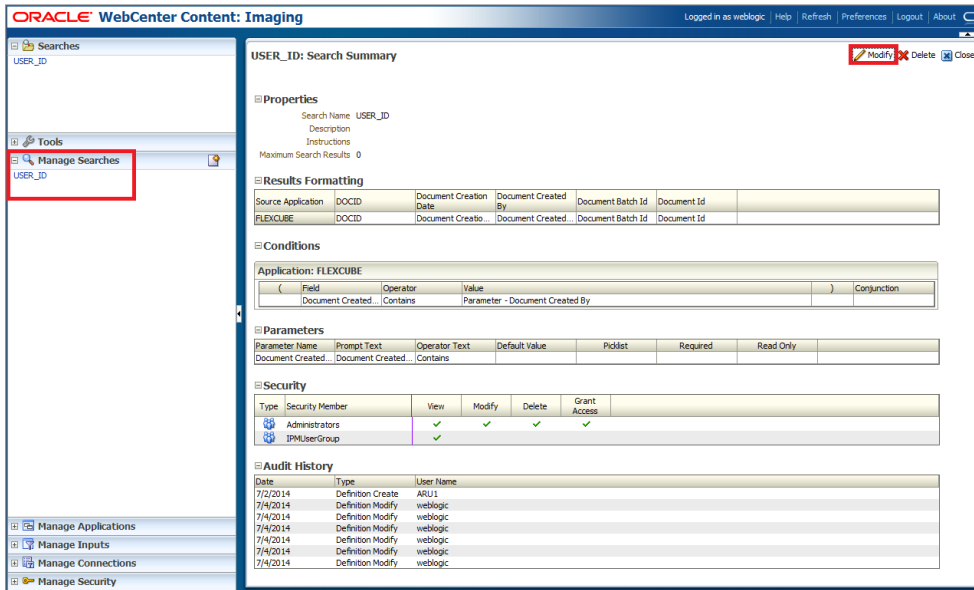 ORACLE WebCenter Content: Imaging
Logged in as weblogic Help Refresh Preferences Logout About
Searches
USER_ID
Tools
Manage Searches
USER_ID
Manage Applications
Manage Inputs
Manage Connections
Manage Security
USER_ID: Search Summary
Modify Delete Close
Properties
Search Name USER_ID
Description
Instructions
Maximum Search Results 0
Results Formatting
Source Application DOCID Document Creation Date Document Created By Document Batch Id Document Id
FLEXCUBE DOCID Document Creatio... Document Created... Document Batch Id Document Id
Conditions
Application: FLEXCUBE
( Field Operator Value ) Conjunction
Document Created... Contains Parameter - Document Created By
Parameters
Parameter Name Prompt Text Operator Text Default Value Picklist Required Read Only
Document Created... Document Created... Contains
Security
Type Security Member View Modify Delete Grant Access
Administrators
IPMUserGroup
Audit History
Date Type User Name
7/2/2014 Definition Create ARU1
7/4/2014 Definition Modify weblogic
7/4/2014 Definition Modify weblogic
7/4/2014 Definition Modify weblogic
7/4/2014 Definition Modify weblogic
7/4/2014 Definition Modify weblogic
7/4/2014 Definition Modify weblogic